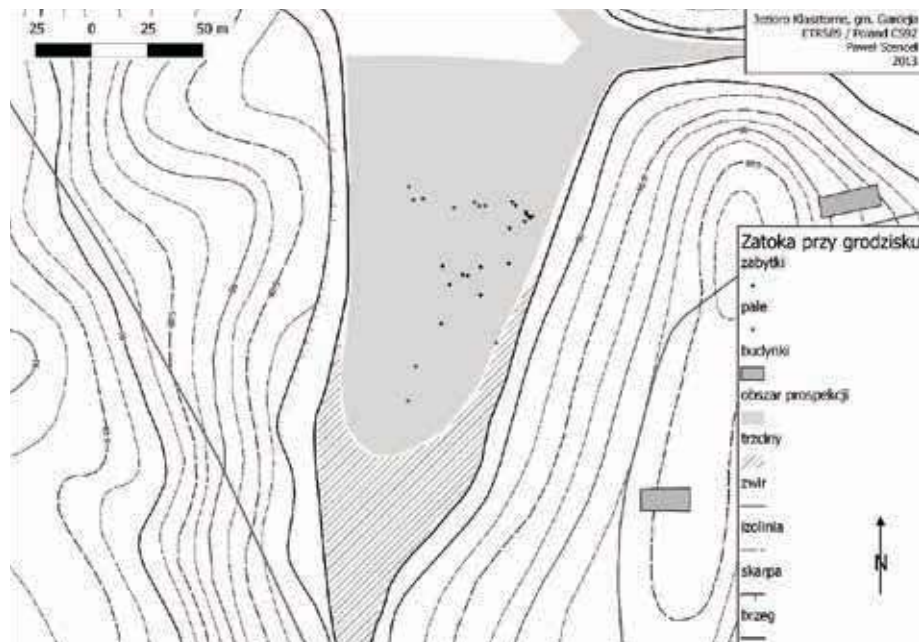 25 0 25 50 m
Jezioro Klasztorne, gm. Gardeja
ETRS89 / Poland CS92
Paweł Szencel
2013
Zatoka przy grodzisku
zabytki
pale
budynki
obszar prospekcji
trzciny
żwir
izolinia
skarpa
brzeg
N